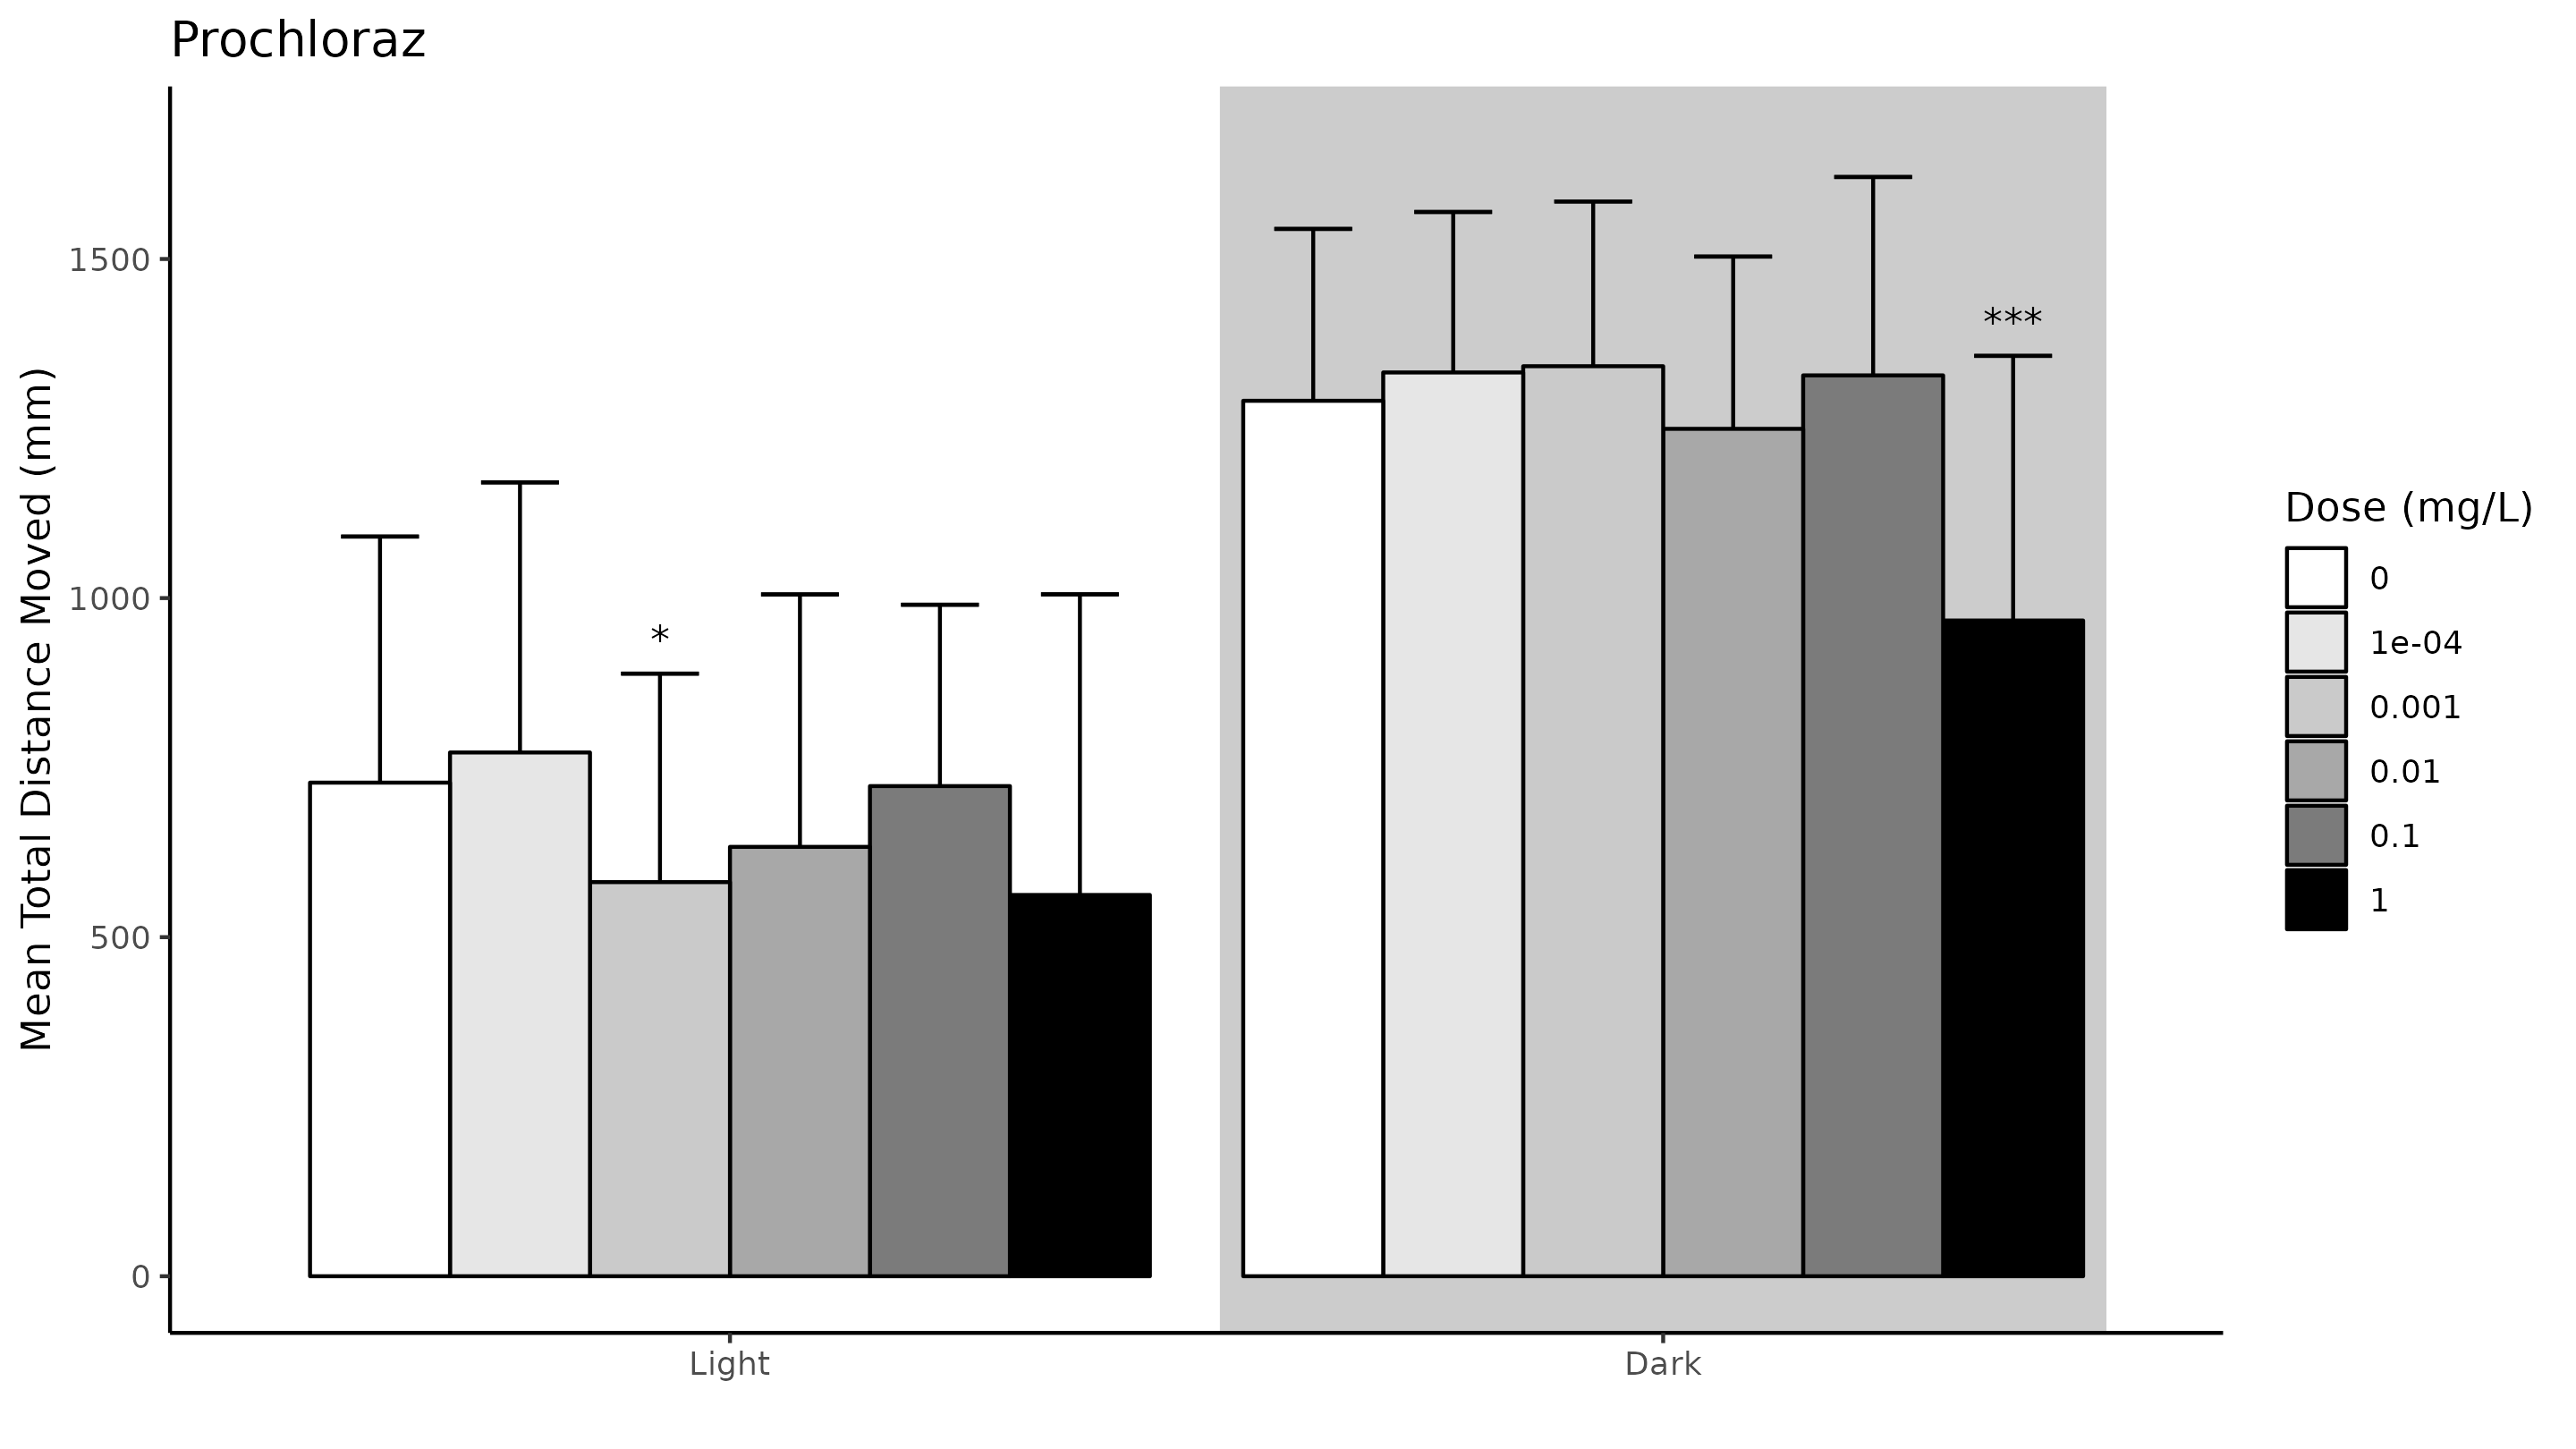 Prochloraz
Mean Total Distance Moved (mm)
1500
1000
500
0
*
***
Light
Dark
Dose (mg/L)
0
1e-04
0.001
0.01
0.1
1